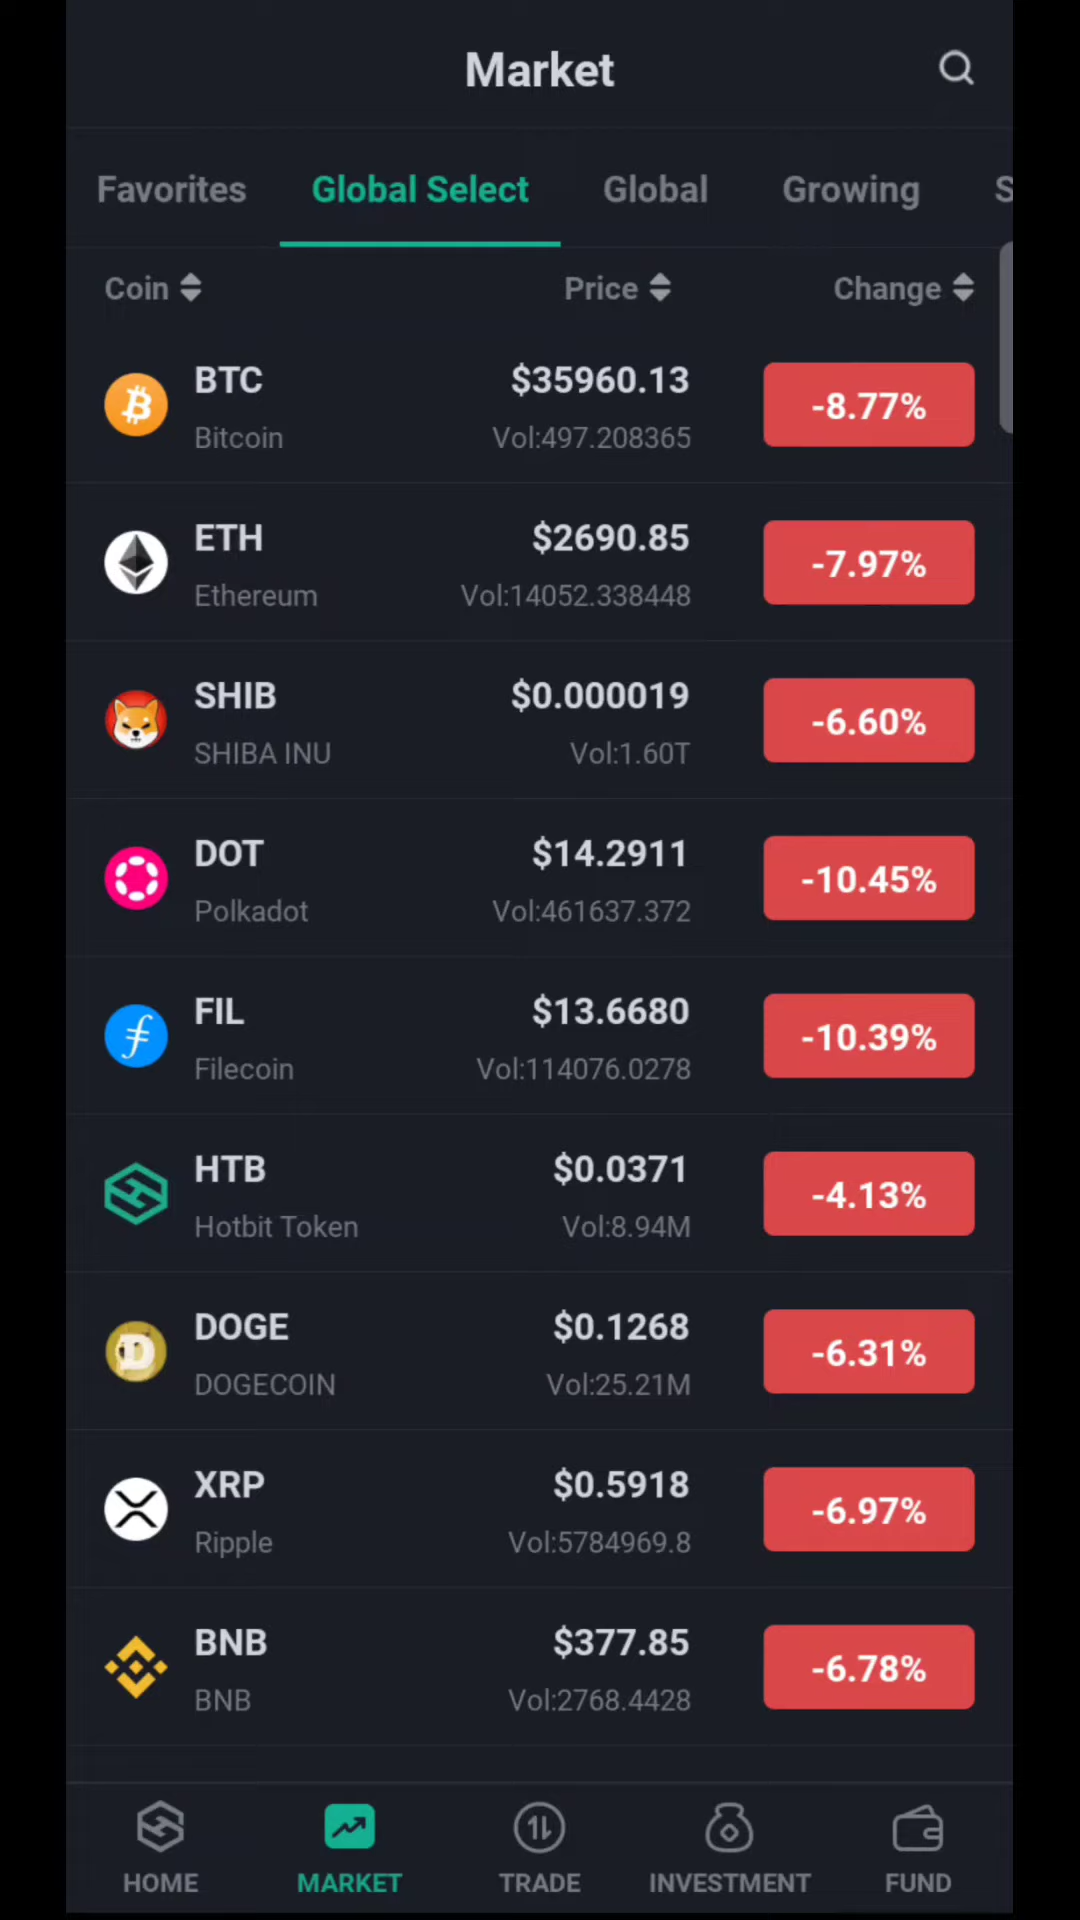 Market
Favorites Global Select Global Growing S
Coin Price Change
BTC $35960.13 -8.77%
Bitcoin Vol:497.208365
ETH $2690.85 -7.97%
Ethereum Vol:14052.338448
SHIB $0.000019 -6.60%
SHIBA INU Vol:1.60T
DOT $14.2911 -10.45%
Polkadot Vol:461637.372
FIL $13.6680 -10.39%
Filecoin Vol:114076.0278
HTB $0.0371 -4.13%
Hotbit Token Vol:8.94M
DOGE $0.1268 -6.31%
DOGECOIN Vol:25.21M
XRP $0.5918 -6.97%
Ripple Vol:5784969.8
BNB $377.85 -6.78%
BNB Vol:2768.4428
HOME MARKET TRADE INVESTMENT FUND